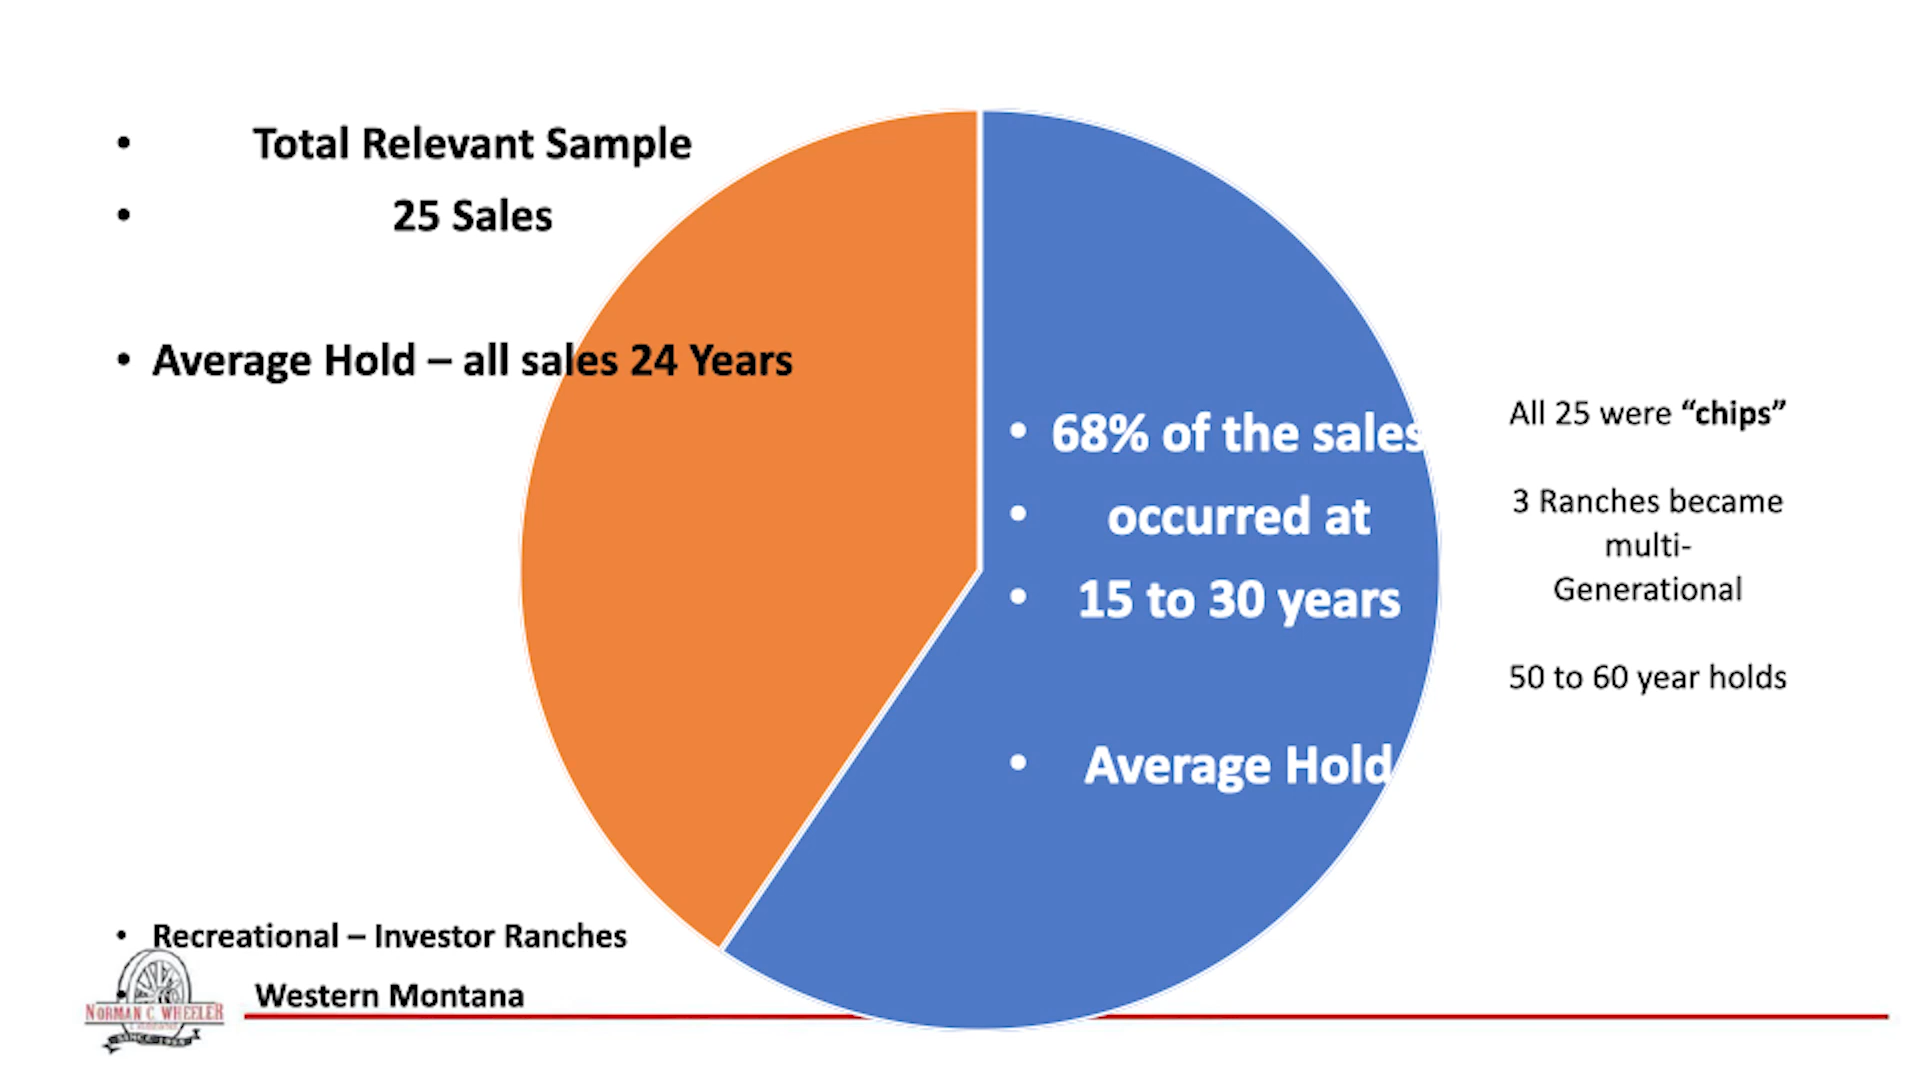 Total Relevant Sample
25 Sales
Average Hold – all sales 24 Years
68% of the sales
occurred at
15 to 30 years
Average Hold
All 25 were “chips”
3 Ranches became
multi-
Generational
50 to 60 year holds
Recreational – Investor Ranches
Western Montana
NORMAN C. WHEELER